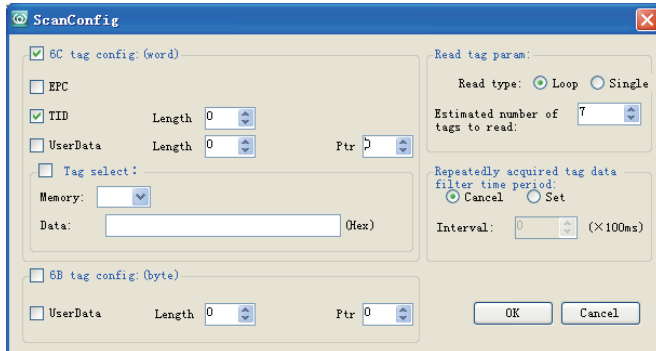 ScanConfig
6C tag config:(word)
EPC
TID Length 0
UserData Length 0 Ptr
Tag select:
Memory:
Data: (Hex)
6B tag config:(byte)
UserData Length 0 Ptr 0
Read tag param:
Read type: Loop Single
Estimated number of 7
tags to read:
Repeatedly acquired tag data
filter time period:
Cancel Set
Interval: 0 (×100ms)
OK Cancel